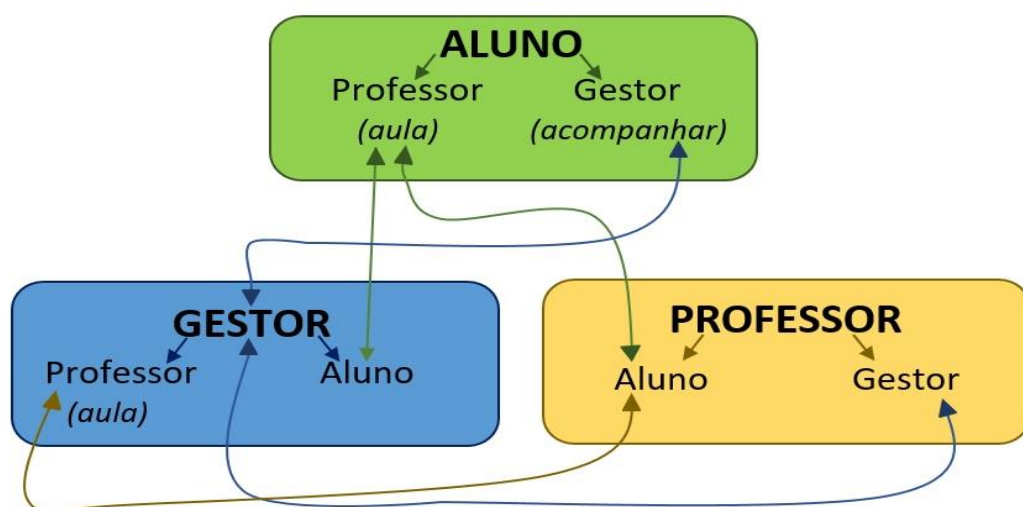 ALUNO
Professor Gestor
(aula) (acompanhar)
GESTOR
Professor Aluno
(aula)
PROFESSOR
Aluno Gestor